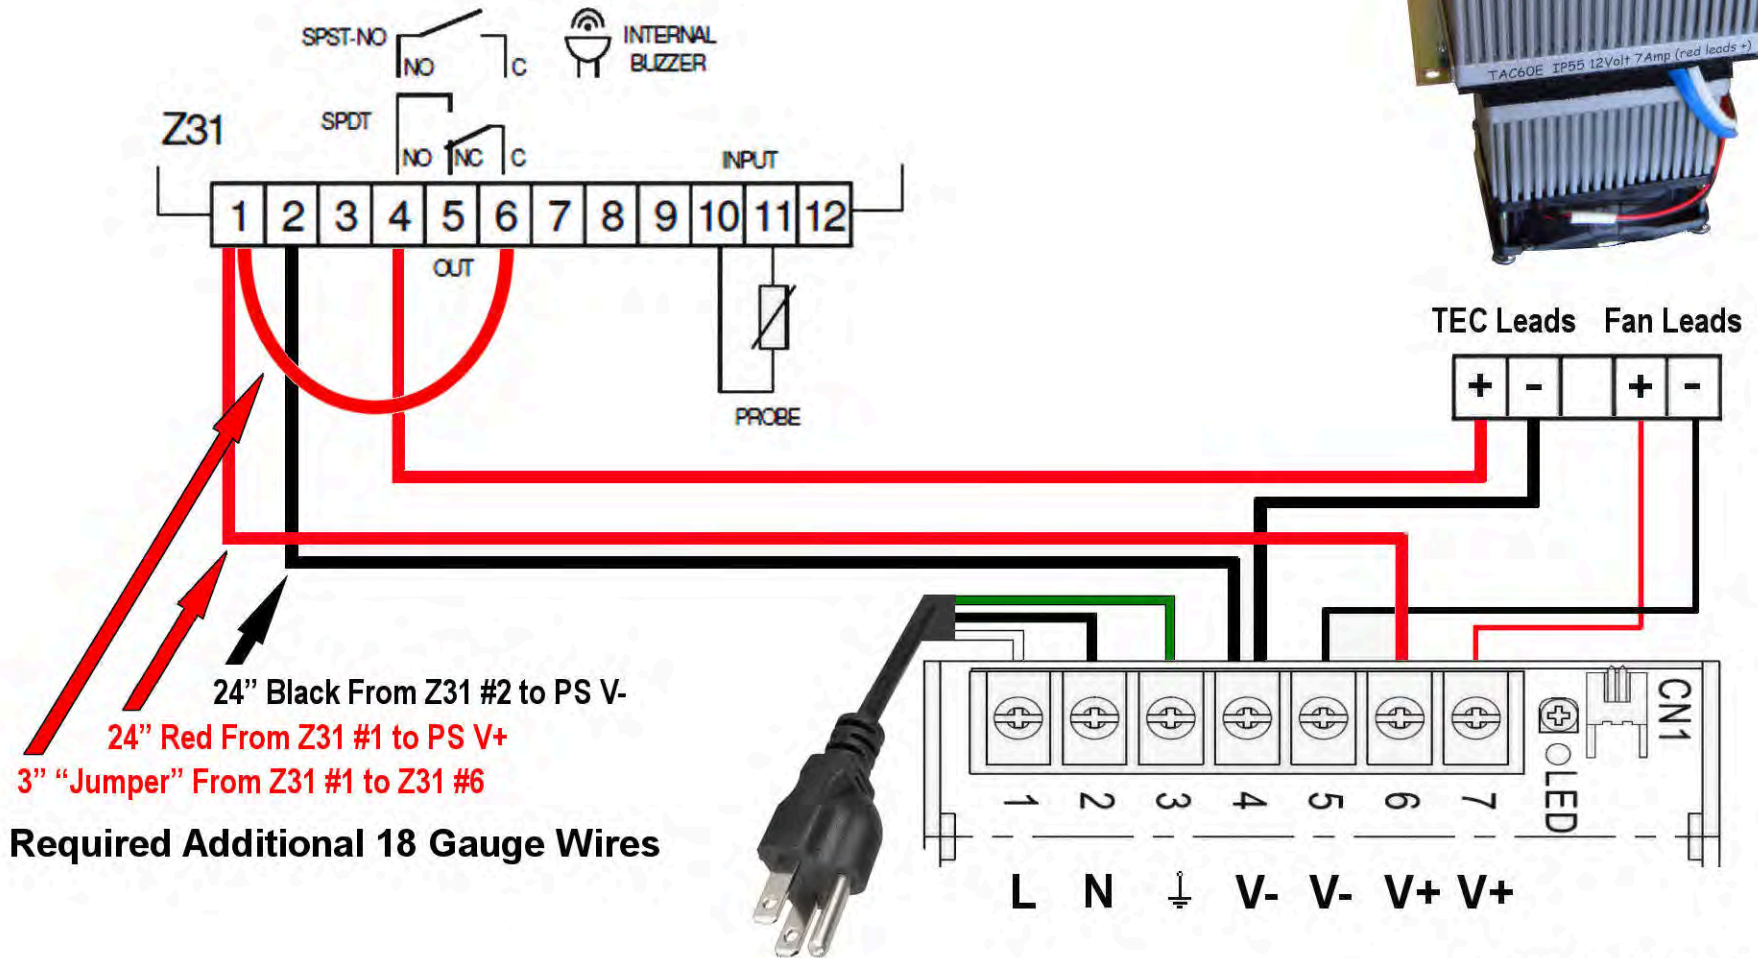 SPST-NO
NO C
INTERNAL
BUZZER
SPDT
NO NC C
Z31
INPUT
1 2 3 4 5 6 7 8 9 10 11 12
OUT
PROBE
TAC60E IP55 12Volt 7Amp (red leads +)
TEC Leads Fan Leads
+ - + -
24” Black From Z31 #2 to PS V-
24” Red From Z31 #1 to PS V+
3” “Jumper” From Z31 #1 to Z31 #6
Required Additional 18 Gauge Wires
CN1
LED
1 2 3 4 5 6 7
L N V- V- V+ V+